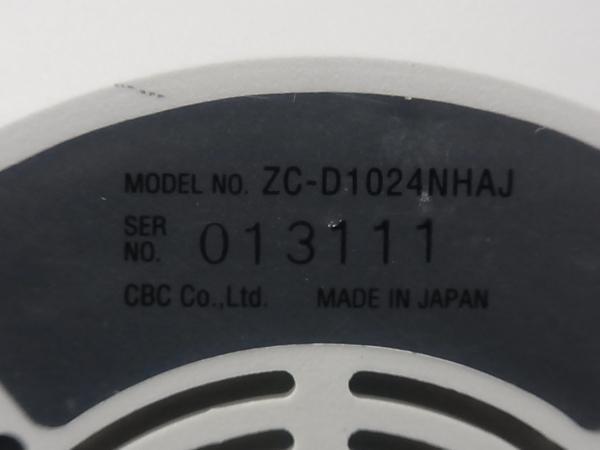 MODEL NO. ZC-D1024NHAJ
SER NO. 013111
CBC Co.,Ltd. MADE IN JAPAN